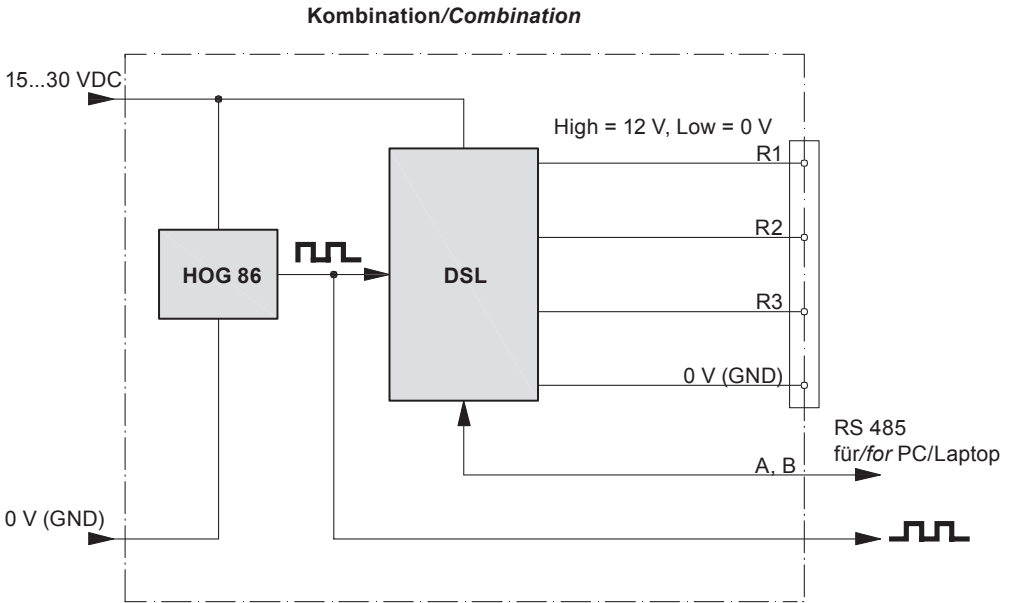 Kombination/Combination
15...30 VDC
High = 12 V, Low = 0 V
R1
R2
HOG 86
DSL
R3
0 V (GND)
RS 485
für/for PC/Laptop
A, B
0 V (GND)